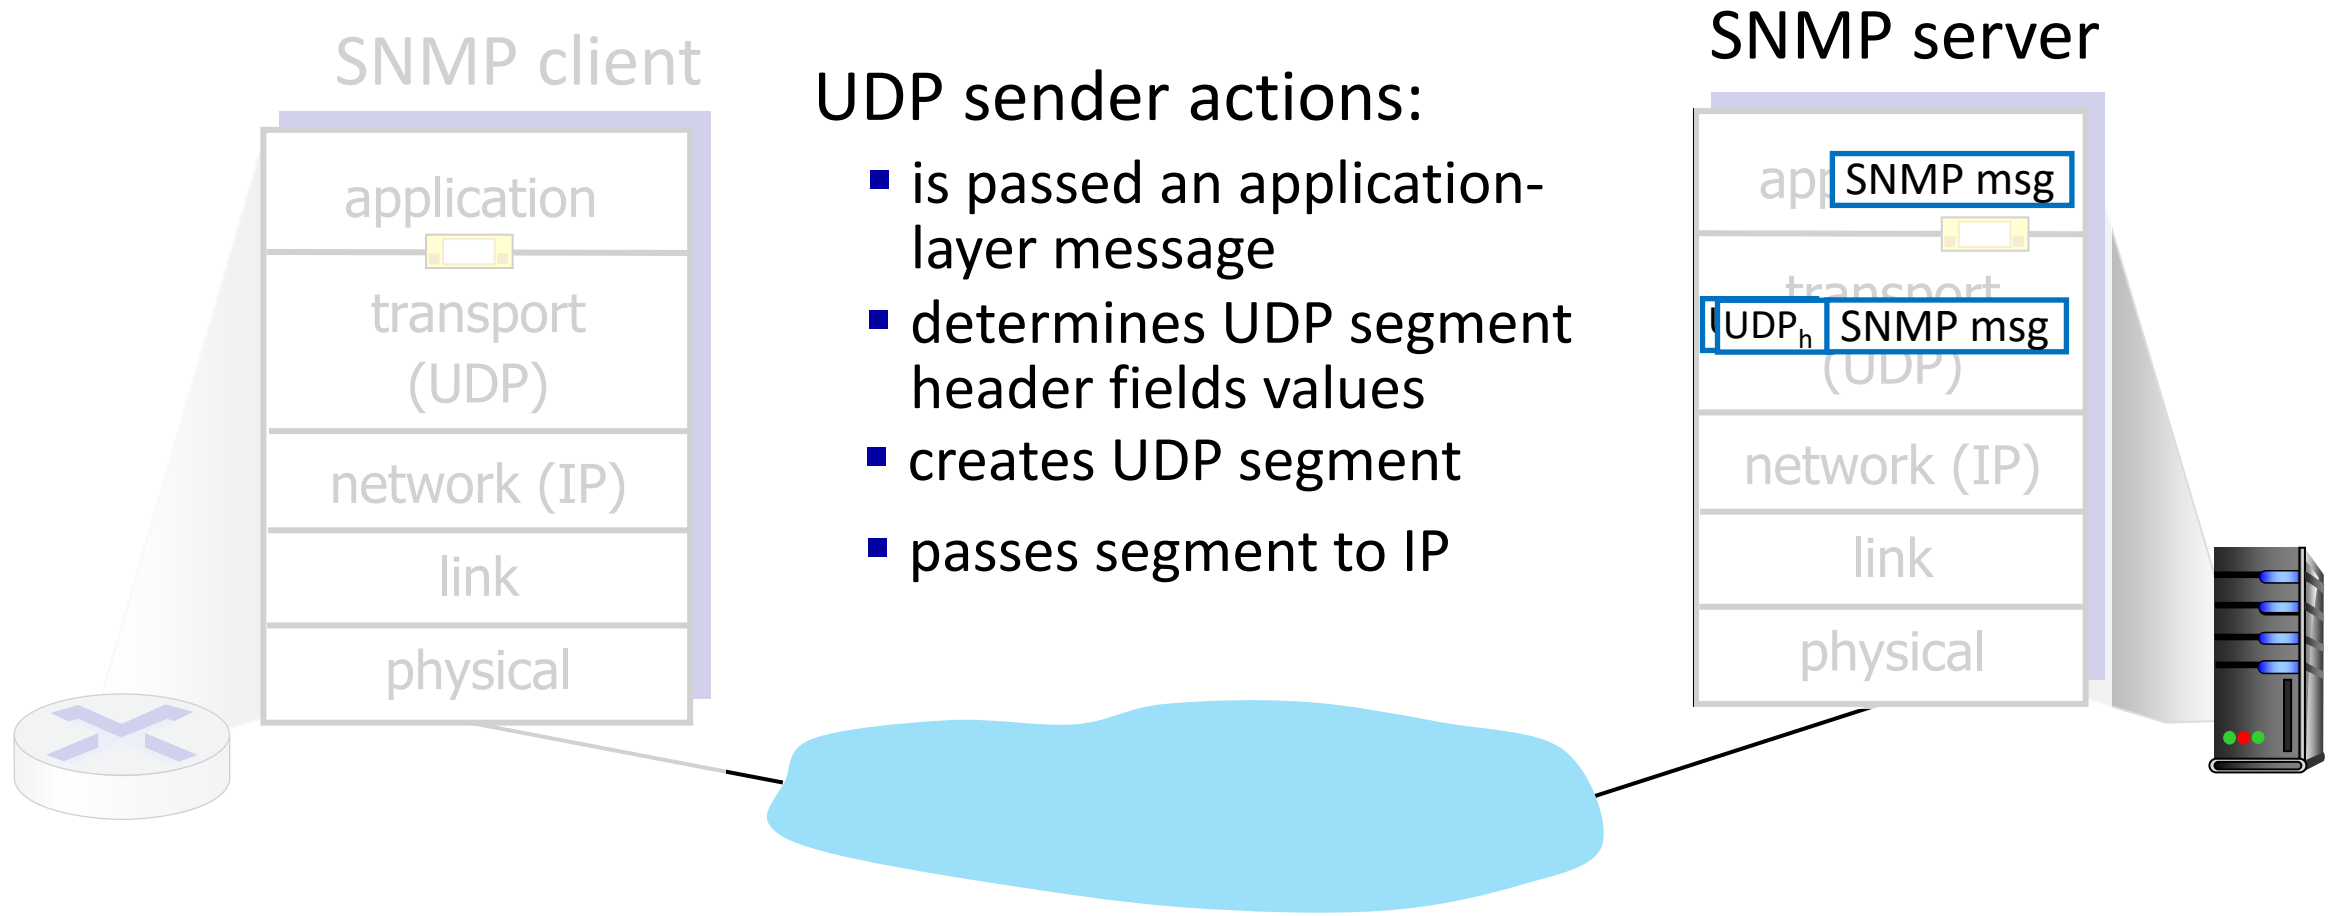 SNMP client
application
transport
(UDP)
network (IP)
link
physical
UDP sender actions:
is passed an application-
layer message
determines UDP segment
header fields values
creates UDP segment
passes segment to IP
SNMP server
SNMP msg
transport
UDPh SNMP msg
(UDP)
network (IP)
link
physical